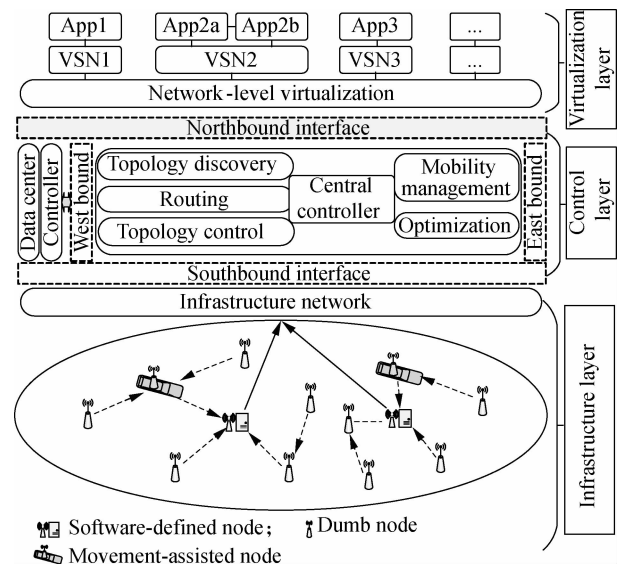 App1
App2a
App2b
App3
...
VSN1
VSN2
VSN3
...
Network-level virtualization
Virtualization layer
Northbound interface
Data center
Controller
West bound
Topology discovery
Routing
Topology control
Central controller
Mobility management
Optimization
East bound
Control layer
Southbound interface
Infrastructure network
Infrastructure layer
Software-defined node;
Dumb node
Movement-assisted node